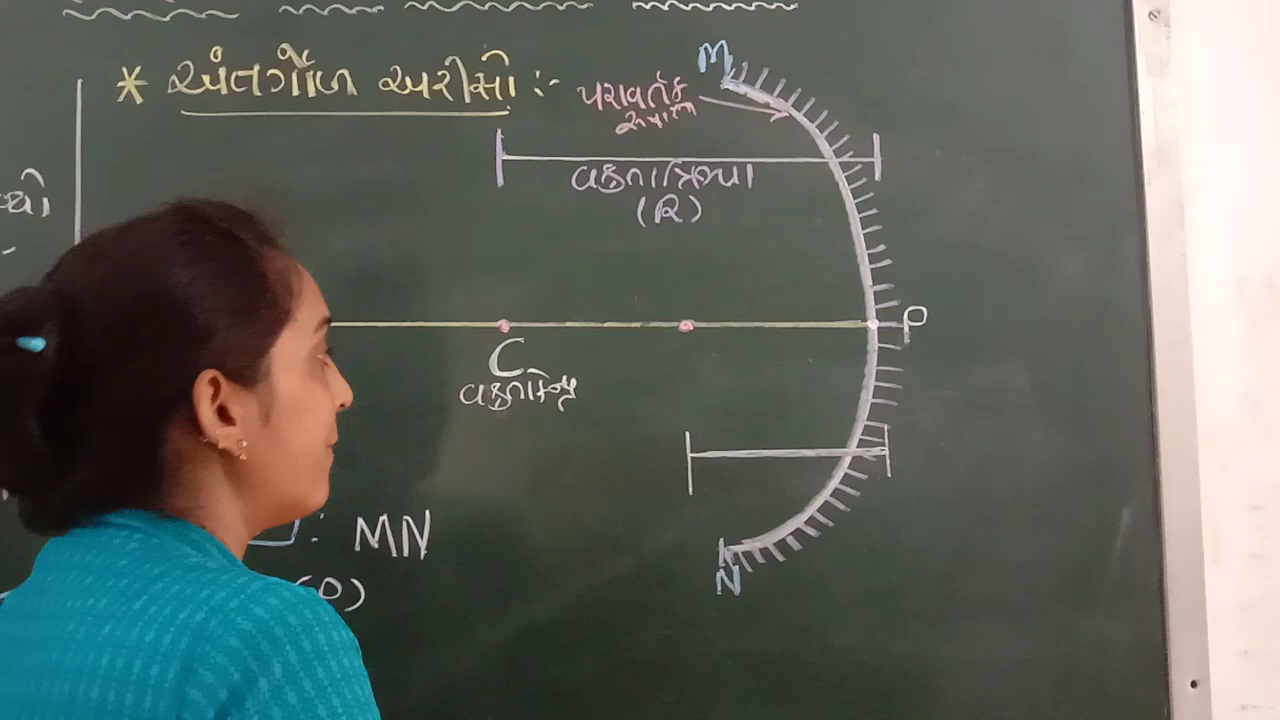 * અંતર્ગોળ અરીસો :-
M
પરાવર્તક
સપાટી
વક્રતાત્રિજ્યા
(R)
P
C
વક્રતાકેન્દ્ર
: MN
(D)
N